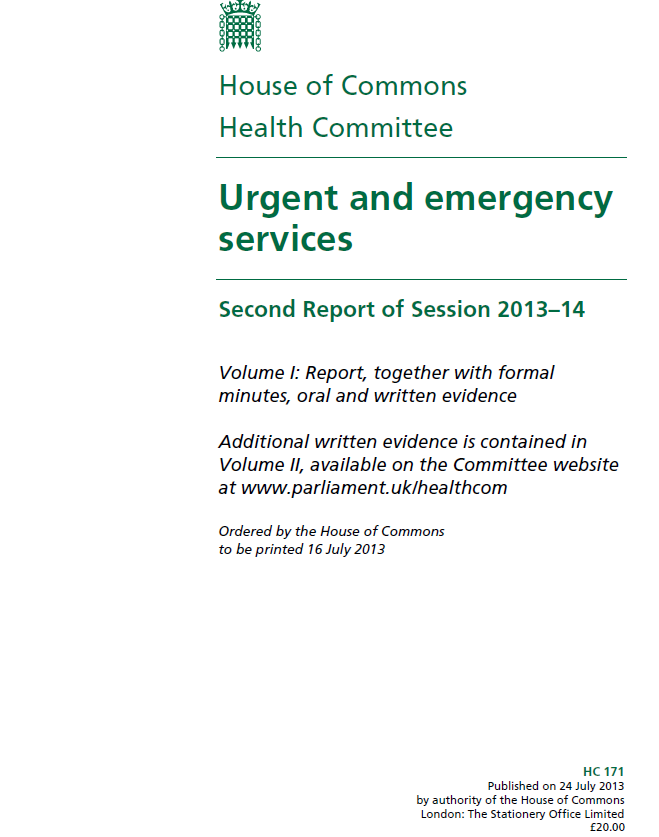 House of Commons
Health Committee
Urgent and emergency
services
Second Report of Session 2013–14
Volume I: Report, together with formal
minutes, oral and written evidence
Additional written evidence is contained in
Volume II, available on the Committee website
at www.parliament.uk/healthcom
Ordered by the House of Commons
to be printed 16 July 2013
HC 171
Published on 24 July 2013
by authority of the House of Commons
London: The Stationery Office Limited
£20.00